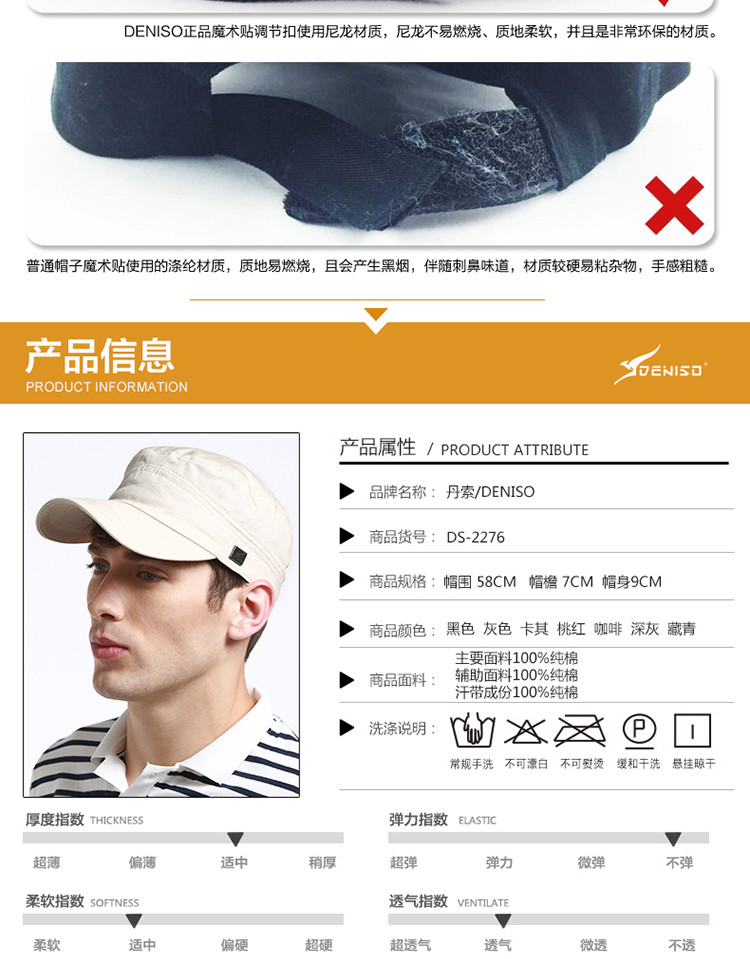 DENISO正品魔术贴调节扣使用尼龙材质，尼龙不易燃烧、质地柔软，并且是非常环保的材质。
普通帽子魔术贴使用的涤纶材质，质地易燃烧，且会产生黑烟，伴随刺鼻味道，材质较硬易粘杂物，手感粗糙。
产品信息
PRODUCT INFORMATION
DENISO
产品属性 / PRODUCT ATTRIBUTE
品牌名称： 丹索/DENISO
商品货号： DS-2276
商品规格： 帽围 58CM 帽檐 7CM 帽身9CM
商品颜色： 黑色 灰色 卡其 桃红 咖啡 深灰 藏青
商品面料： 主要面料100%纯棉
辅助面料100%纯棉
汗带成份100%纯棉
洗涤说明：
P
常规手洗 不可漂白 不可熨烫 缓和干洗 悬挂晾干
厚度指数 THICKNESS
超薄 偏薄 适中 稍厚
弹力指数 ELASTIC
超弹 弹力 微弹 不弹
柔软指数 SOFTNESS
柔软 适中 偏硬 超硬
透气指数 VENTILATE
超透气 透气 微透 不透